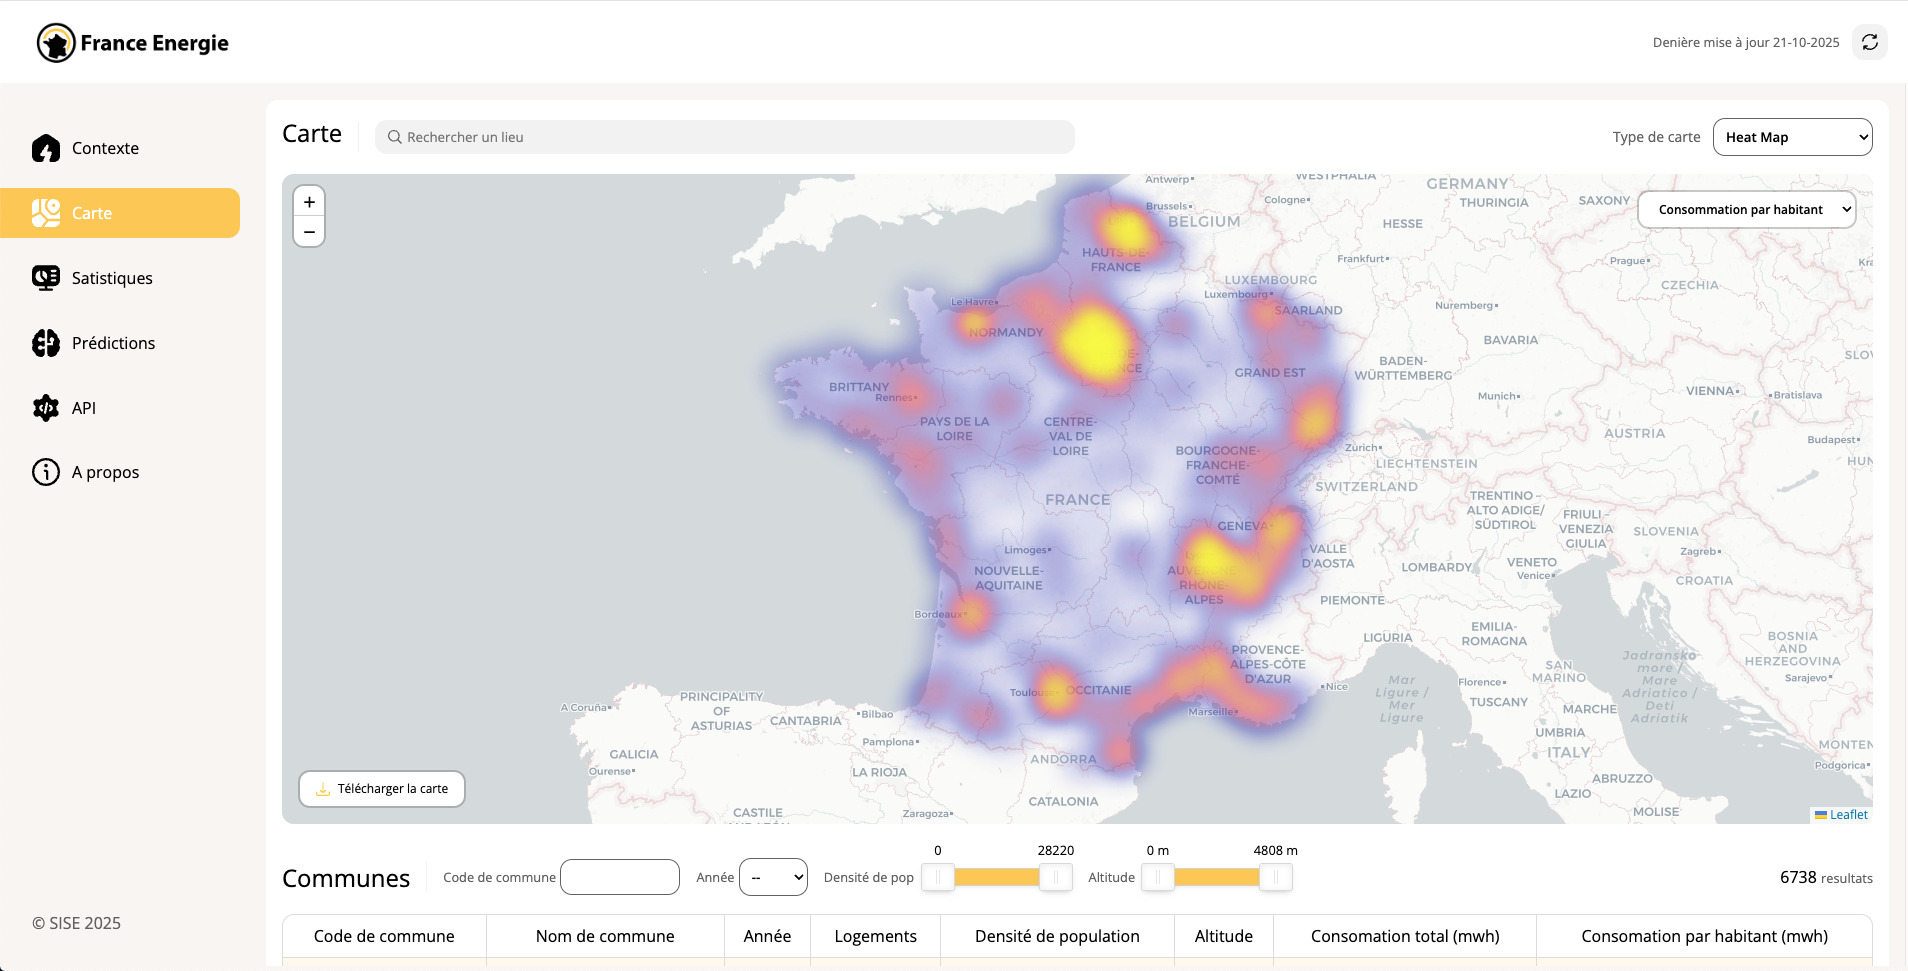 France Energie
Denière mise à jour 21-10-2025
Contexte
Carte
Satistiques
Prédictions
API
A propos
© SISE 2025
Carte
Rechercher un lieu
Type de carte
Heat Map
+
−
Consommation par habitant
Antwerp
WESTPHALIA
GERMANY
THURINGIA
SAXONY
Cologne
Brussels
BELGIUM
HESSE
HAUTS-DE-
FRANCE
Frankfurt
Prague
LUXEMBOURG
Luxembourg
CZECHIA
Le Havre
NORMANDY
SAARLAND
Nuremberg
BAVARIA
DE-
NCE
GRAND EST
BADEN-
WÜRTTEMBERG
SLOV
BRITTANY
Rennes
VIENNA
Bratislava
Munich
PAYS DE LA
LOIRE
CENTRE-
VAL DE
LOIRE
AUSTRIA
Budapest
Zurich
BOURGOGNE-
FRANCHE-
COMTÉ
LIECHTENSTEIN
HUN
SWITZERLAND
FRANCE
TRENTINO -
ALTO ADIGE/
SÜDTIROL
GENEVA
FRIULI -
VENEZIA
GIULIA
SLOVENIA
Zagreb
Limoges
VALLE
D'AOSTA
LOMBARDY
VENETO
Venice
NOUVELLE-
AQUITAINE
AUVERGNE-
RHÔNE-
ALPES
CROATIA
PIEMONTE
Bordeaux
LIGURIA
EMILIA-
ROMAGNA
BOSNIA
AND
HERZEGOVINA
PROVENCE-
ALPES-CÔTE
D'AZUR
Nice
SAN
MARINO
Jadransko
more /
Mare
Adriatico /
Deti
Adriatik
Sarajevo
Toulouse
OCCITANIE
Mar
Ligure /
Mer
Ligure
Florence
TUSCANY
MARCHE
Marseille
A Coruña
PRINCIPALITY
OF
ASTURIAS
CANTABRIA
Bilbao
UMBRIA
Pamplona
ITALY
MONTEN
GALICIA
Ourense
LA RIOJA
ANDORRA
Podgorica
ABRUZZO
LAZIO
CATALONIA
MOLISE
CASTILE
Zaragoza
Télécharger la carte
Leaflet
Communes
Code de commune
Année
--
Densité de pop
0
28220
Altitude
0 m
4808 m
6738 resultats
Code de commune
Nom de commune
Année
Logements
Densité de population
Altitude
Consomation total (mwh)
Consomation par habitant (mwh)